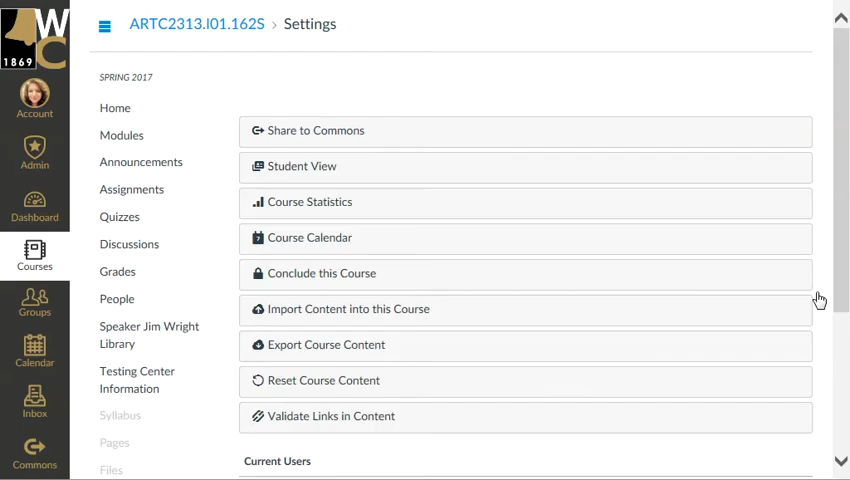 W
C
1869
Account
Admin
Dashboard
Courses
Groups
Calendar
Inbox
Commons
ARTC2313.I01.162S › Settings
SPRING 2017
Home
Modules
Announcements
Assignments
Quizzes
Discussions
Grades
People
Speaker Jim Wright
Library
Testing Center
Information
Syllabus
Pages
Files
Share to Commons
Student View
Course Statistics
7 Course Calendar
Conclude this Course
Import Content into this Course
Export Course Content
Reset Course Content
Validate Links in Content
Current Users